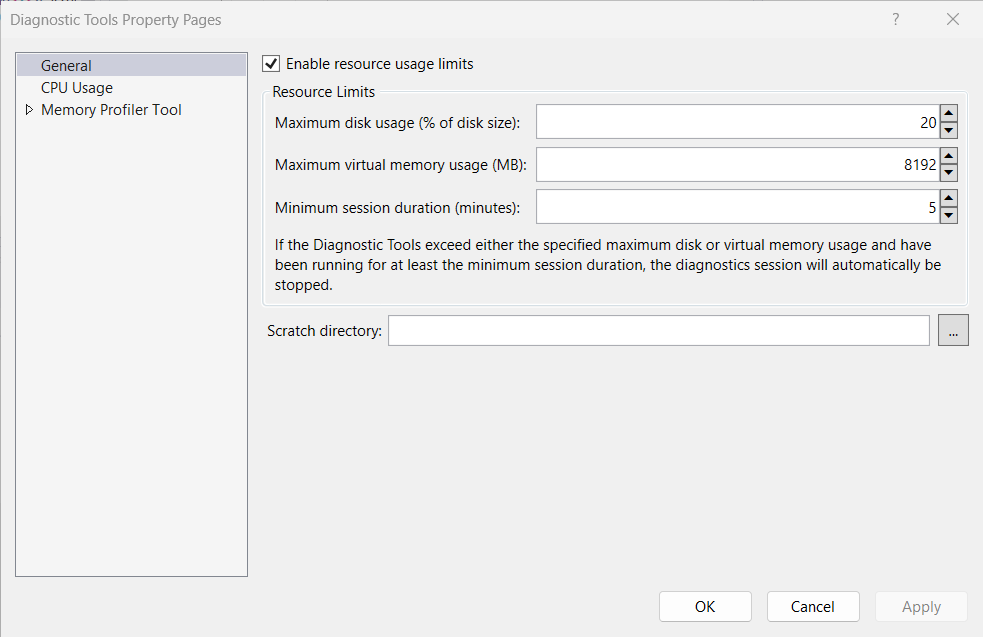 Diagnostic Tools Property Pages ?
General
CPU Usage
Memory Profiler Tool
Enable resource usage limits
Resource Limits
Maximum disk usage (% of disk size): 20
Maximum virtual memory usage (MB): 8192
Minimum session duration (minutes): 5
If the Diagnostic Tools exceed either the specified maximum disk or virtual memory usage and have
been running for at least the minimum session duration, the diagnostics session will automatically be
stopped.
Scratch directory: ...
OK Cancel Apply